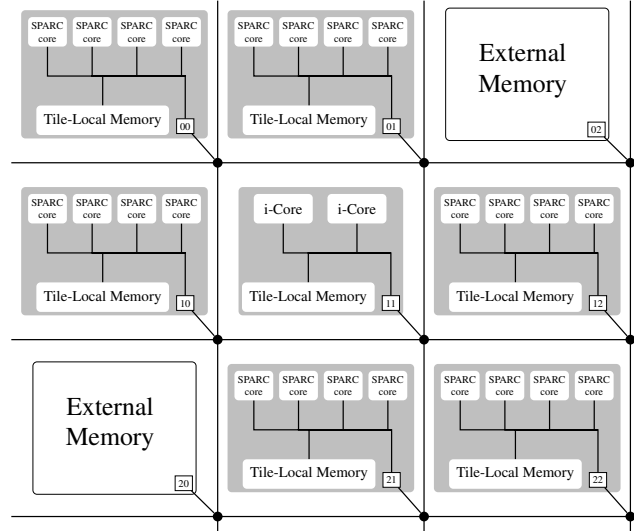 SPARC core SPARC core SPARC core SPARC core
Tile-Local Memory
00
SPARC core SPARC core SPARC core SPARC core
Tile-Local Memory
01
External
Memory
02
SPARC core SPARC core SPARC core SPARC core
Tile-Local Memory
10
i-Core i-Core
Tile-Local Memory
11
SPARC core SPARC core SPARC core SPARC core
Tile-Local Memory
12
External
Memory
20
SPARC core SPARC core SPARC core SPARC core
Tile-Local Memory
21
SPARC core SPARC core SPARC core SPARC core
Tile-Local Memory
22